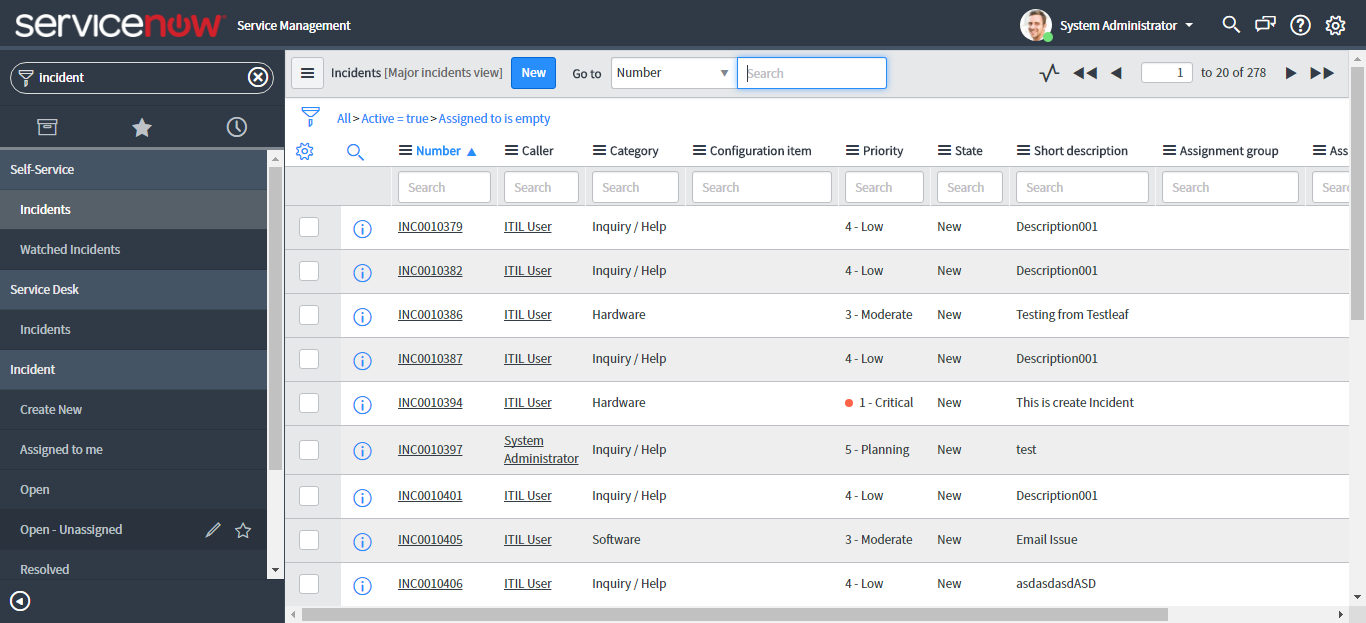 servicenow Service Management
System Administrator
incident
Incidents [Major incidents view] New Go to Number Search 1 to 20 of 278
All > Active = true > Assigned to is empty
Self-Service
Incidents
Watched Incidents
Service Desk
Incidents
Incident
Create New
Assigned to me
Open
Open - Unassigned
Resolved
Number Caller Category Configuration item Priority State Short description Assignment group Ass
Search Search Search Search Search Search Search Search Sear
INC0010379 ITIL User Inquiry / Help 4 - Low New Description001
INC0010382 ITIL User Inquiry / Help 4 - Low New Description001
INC0010386 ITIL User Hardware 3 - Moderate New Testing from Testleaf
INC0010387 ITIL User Inquiry / Help 4 - Low New Description001
INC0010394 ITIL User Hardware 1 - Critical New This is create Incident
INC0010397 System Administrator Inquiry / Help 5 - Planning New test
INC0010401 ITIL User Inquiry / Help 4 - Low New Description001
INC0010405 ITIL User Software 3 - Moderate New Email Issue
INC0010406 ITIL User Inquiry / Help 4 - Low New asdasdasdASD